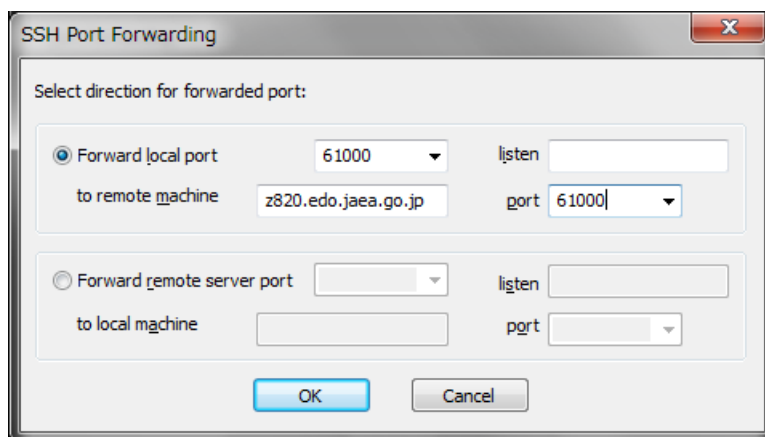 SSH Port Forwarding
Select direction for forwarded port:
Forward local port 61000 listen
to remote machine z820.edo.jaea.go.jp port 61000
Forward remote server port listen
to local machine port
OK Cancel